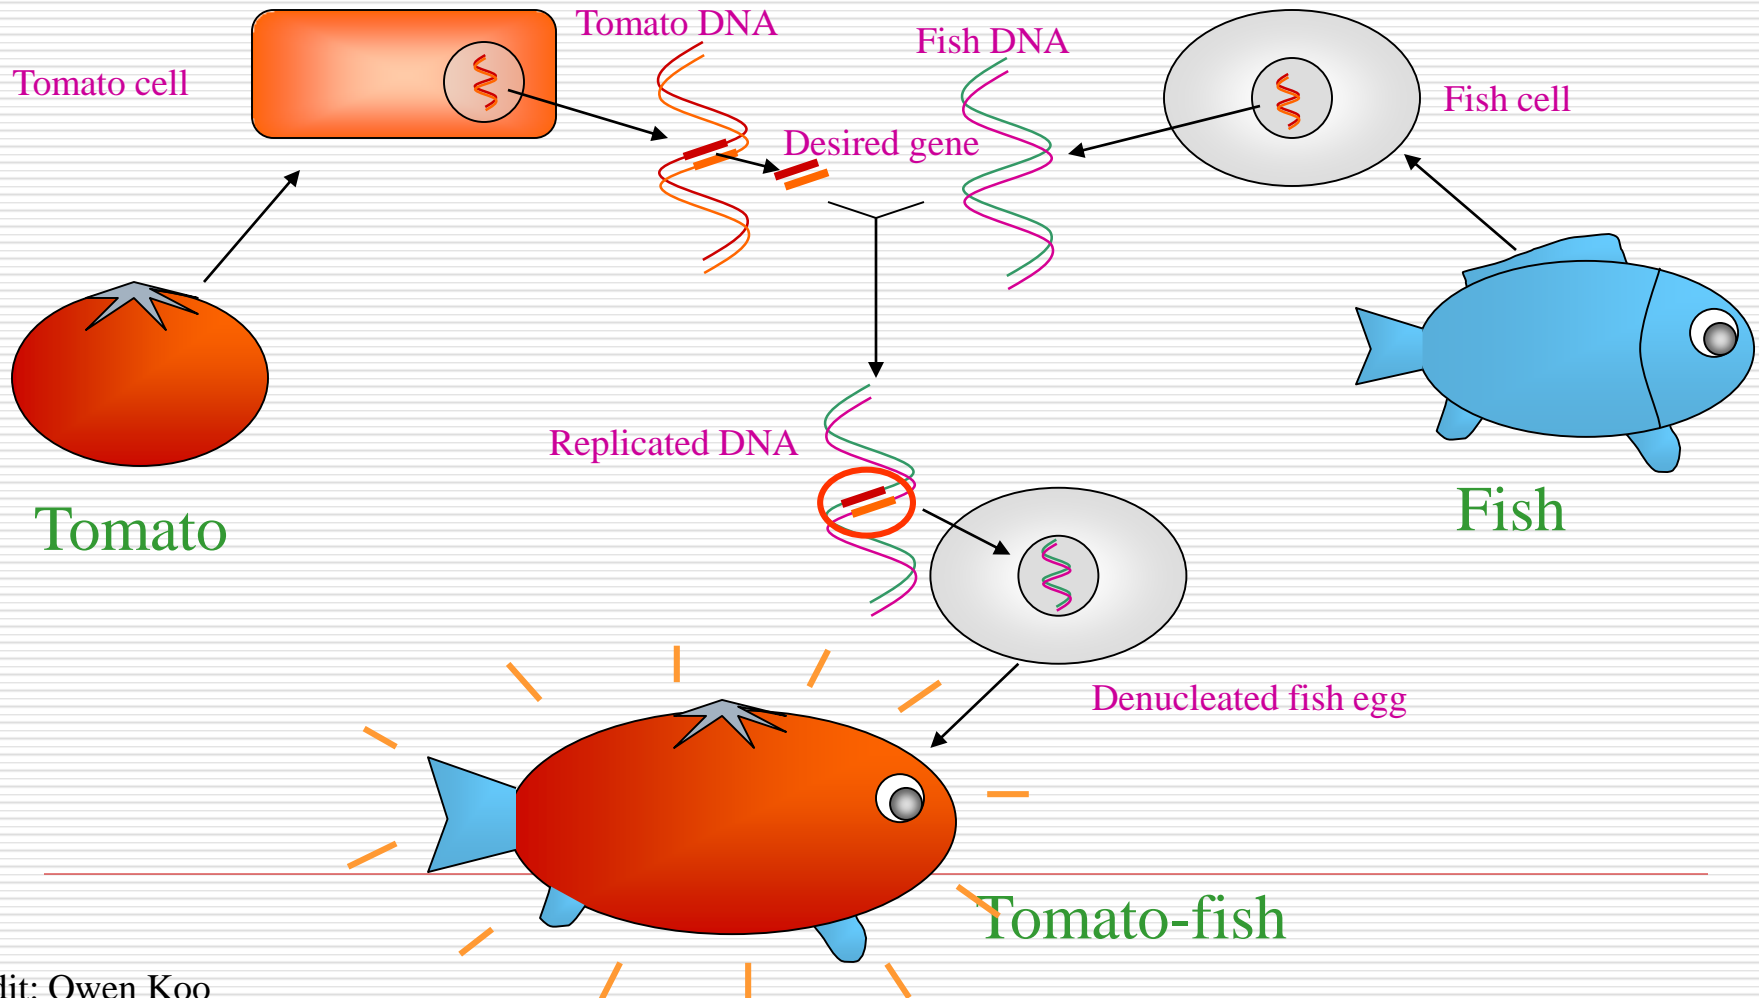 Tomato DNA
Fish DNA
Tomato cell
Fish cell
Desired gene
Replicated DNA
Tomato
Fish
Denucleated fish egg
Tomato-fish
dit: Owen Koo